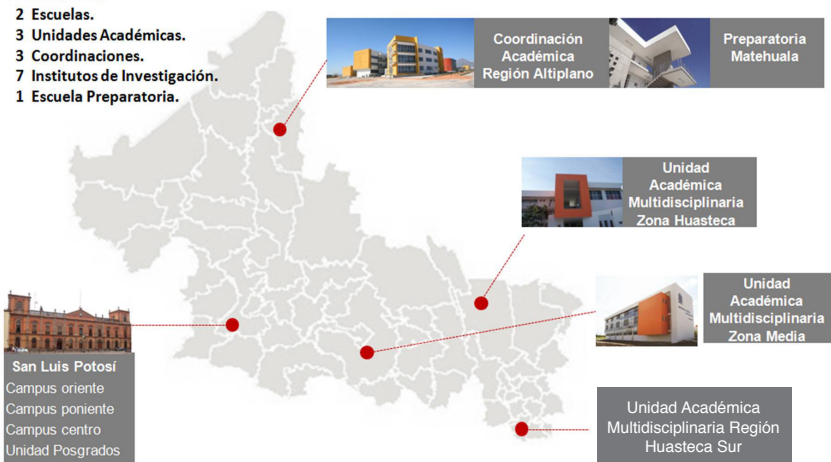 2 Escuelas.
3 Unidades Académicas.
3 Coordinaciones.
7 Institutos de Investigación.
1 Escuela Preparatoria.
Coordinación
Académica
Región Altiplano
Preparatoria
Matehuala
Unidad
Académica
Multidisciplinaria
Zona Huasteca
Unidad
Académica
Multidisciplinaria
Zona Media
San Luis Potosí
Campus oriente
Campus poniente
Campus centro
Unidad Posgrados
Unidad Académica
Multidisciplinaria Región
Huasteca Sur